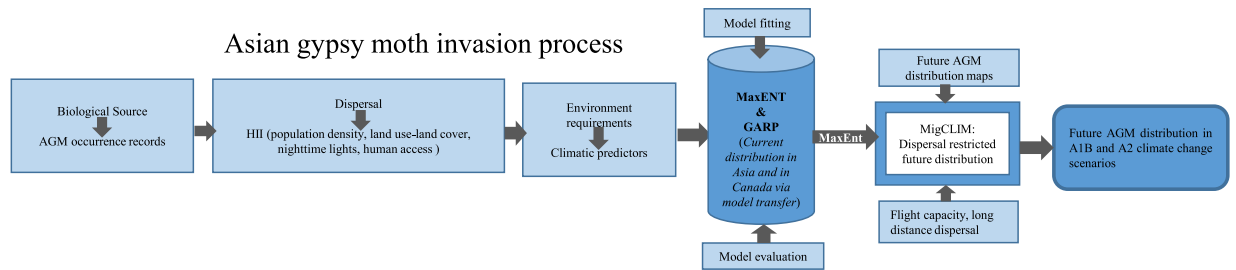 Asian gypsy moth invasion process
Biological Source
AGM occurrence records
Dispersal
HII (population density, land use-land cover,
nighttime lights, human access )
Environment
requirements
Climatic predictors
Model fitting
MaxENT
&
GARP
(Current
distribution in
Asia and in
Canada via
model transfer)
Model evaluation
MaxEnt
Future AGM
distribution maps
MigCLIM:
Dispersal restricted
future distribution
Flight capacity, long
distance dispersal
Future AGM distribution in
A1B and A2 climate change
scenarios